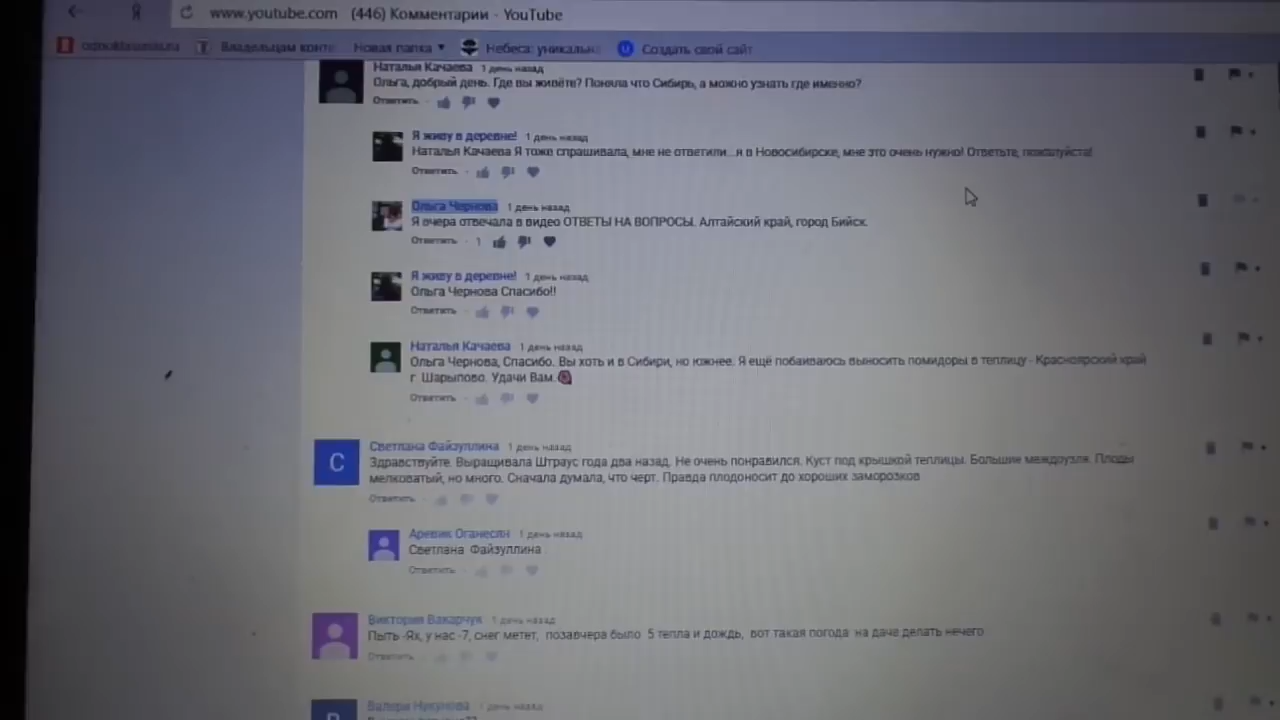 www.youtube.com (446) Комментарии - YouTube
Владельцам конте
Новая папка
Небеса: уникальн
Создать свой сайт
Наталья Качаева 1 день назад
Ольга, добрый день. Где вы живёте? Поняла что Сибирь, а можно узнать где именно?
Ответить
Я живу в деревне! 1 день назад
Наталья Качаева Я тоже спрашивала, мне не ответили...я в Новосибирске, мне это очень нужно! Ответьте, пожалуйста!
Ответить
Ольга Чернова 1 день назад
Я вчера отвечала в видео ОТВЕТЫ НА ВОПРОСЫ. Алтайский край, город Бийск.
Ответить · 1
Я живу в деревне! 1 день назад
Ольга Чернова Спасибо!!
Ответить
Наталья Качаева 1 день назад
Ольга Чернова, Спасибо. Вы хоть и в Сибири, но южнее. Я ещё побаиваюсь выносить помидоры в теплицу - Красноярский край
г. Шарыпово. Удачи Вам.
Ответить
С
Светлана Файзуллина 1 день назад
Здравствуйте. Выращивала Штраус года два назад. Не очень понравился. Куст под крышкой теплицы. Большие междоузля. Плоды
мелковатый, но много. Сначала думала, что черт. Правда плодоносит до хороших заморозков
Ответить
Аревик Оганесян 1 день назад
Светлана Файзуллина
Ответить
Виктория Вакарчук 1 день назад
Пыть -Ях, у нас -7, снег метет, позавчера было 5 тепла и дождь, вот такая погода на даче делать нечего
Ответить
1 день назад